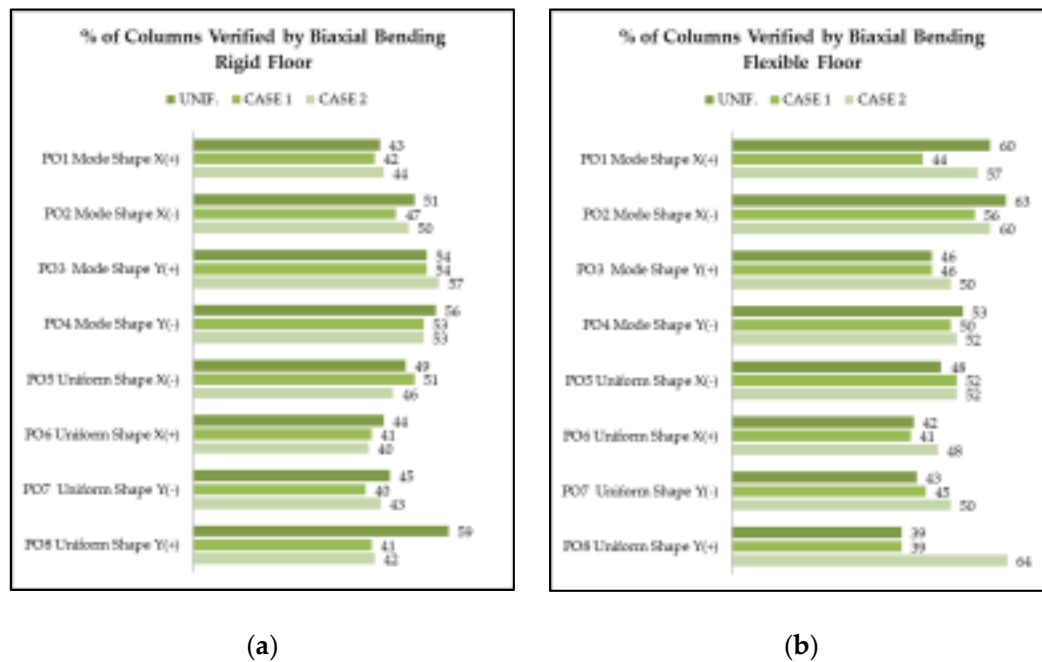 % of Columns Verified by Biaxial Bending
Rigid Floor
UNIF. CASE 1 CASE 2
PO1 Mode Shape X(+)
43
42
44
PO2 Mode Shape X(-)
51
47
50
PO3 Mode Shape Y(+)
54
54
57
PO4 Mode Shape Y(-)
56
53
53
PO5 Uniform Shape X(-)
49
51
46
PO6 Uniform Shape X(+)
44
41
40
PO7 Uniform Shape Y(-)
45
40
43
PO8 Uniform Shape Y(+)
59
41
42
(a)
% of Columns Verified by Biaxial Bending
Flexible Floor
UNIF. CASE 1 CASE 2
PO1 Mode Shape X(+)
60
44
57
PO2 Mode Shape X(-)
63
56
60
PO3 Mode Shape Y(+)
46
46
50
PO4 Mode Shape Y(-)
53
50
52
PO5 Uniform Shape X(-)
48
52
52
PO6 Uniform Shape X(+)
42
41
48
PO7 Uniform Shape Y(-)
43
45
50
PO8 Uniform Shape Y(+)
39
39
64
(b)